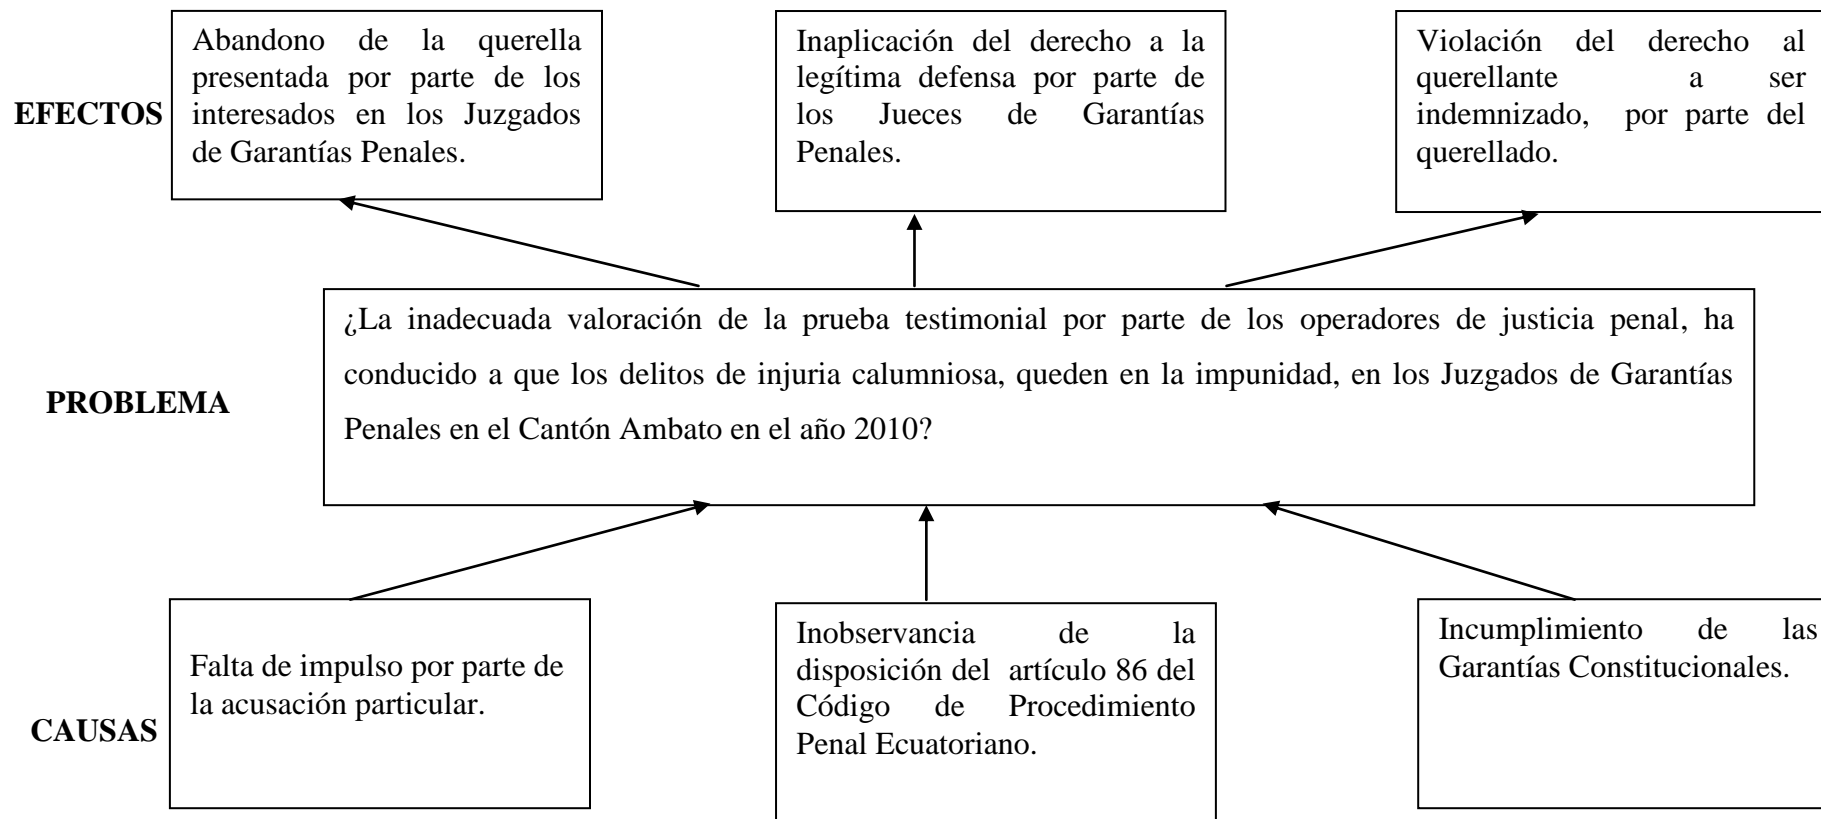 EFECTOS
Abandono de la querella
presentada por parte de los
interesados en los Juzgados
de Garantías Penales.
Inaplicación del derecho a la
legítima defensa por parte de
los Jueces de Garantías
Penales.
Violación del derecho al
querellante a ser
indemnizado, por parte del
querellado.
PROBLEMA
¿La inadecuada valoración de la prueba testimonial por parte de los operadores de justicia penal, ha
conducido a que los delitos de injuria calumniosa, queden en la impunidad, en los Juzgados de Garantías
Penales en el Cantón Ambato en el año 2010?
CAUSAS
Falta de impulso por parte de
la acusación particular.
Inobservancia de la
disposición del artículo 86 del
Código de Procedimiento
Penal Ecuatoriano.
Incumplimiento de las
Garantías Constitucionales.